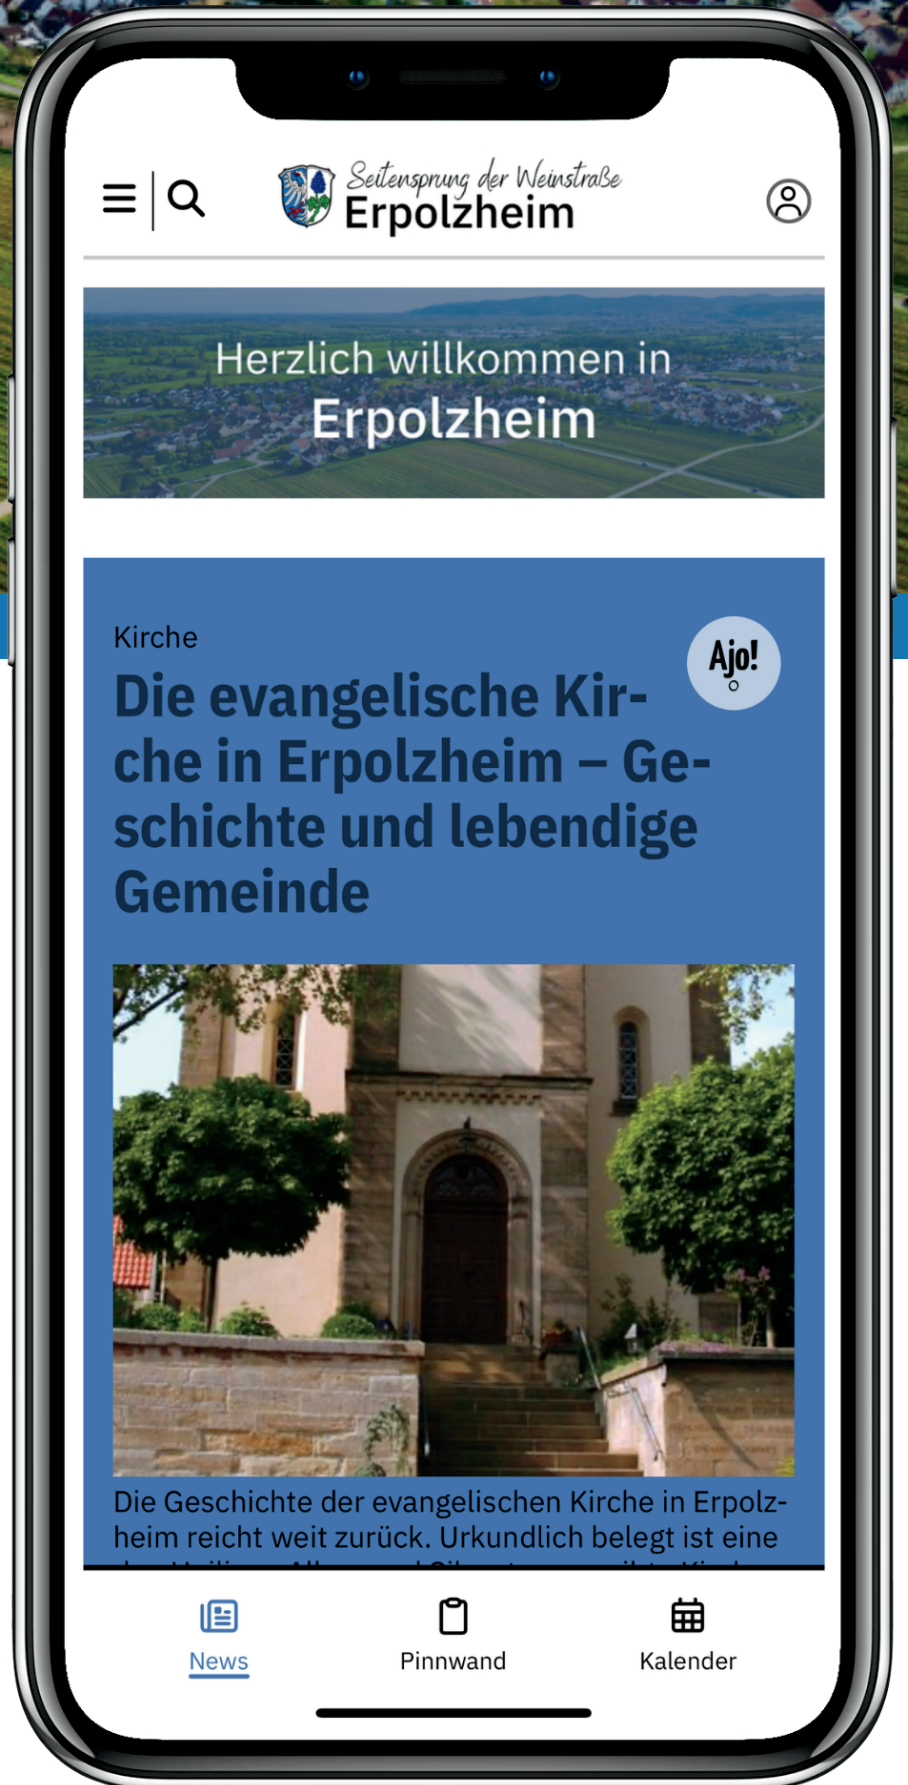 Seitensprung der Weinstraße
Erpolzheim
Herzlich willkommen in
Erpolzheim
Kirche
Ajo!
Die evangelische Kir-
che in Erpolzheim – Ge-
schichte und lebendige
Gemeinde
Die Geschichte der evangelischen Kirche in Erpolz-
heim reicht weit zurück. Urkundlich belegt ist eine
News
Pinnwand
Kalender